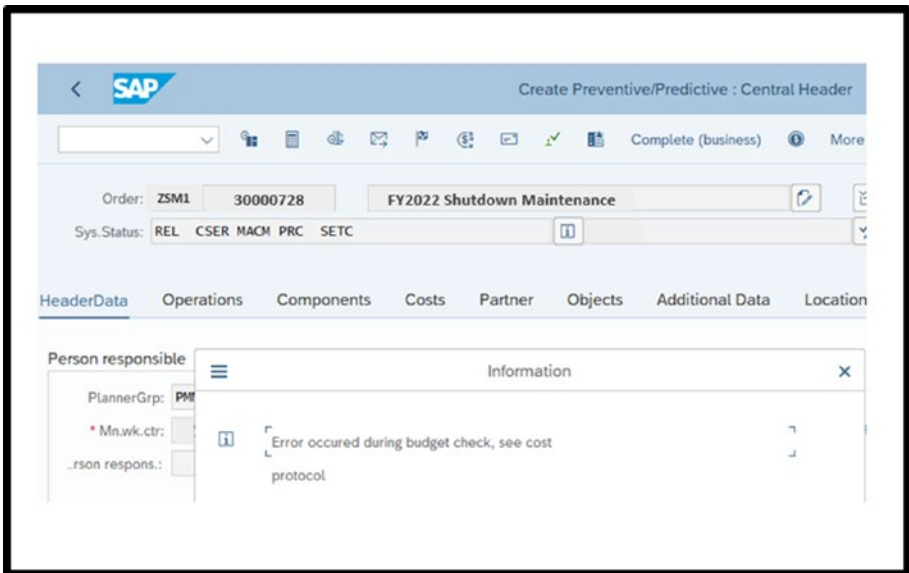 SAP
Create Preventive/Predictive : Central Header
Complete (business) More
Order: ZSM1 30000728 FY2022 Shutdown Maintenance
Sys.Status: REL CSER MACM PRC SETC
HeaderData Operations Components Costs Partner Objects Additional Data Location
Person responsible
Information
PlannerGrp:
* Mn.wk.ctr:
Error occured during budget check, see cost
..rson respons.:
protocol